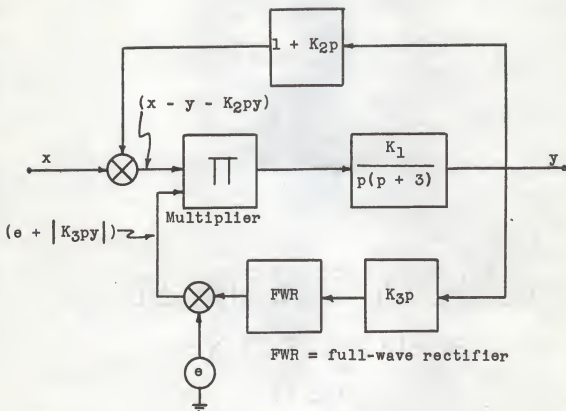 1 + K2p
(x - y - K2py)
x
∏
K1
p(p + 3)
y
Multiplier
(e + |K3py|)
FWR
K3p
FWR = full-wave rectifier
e